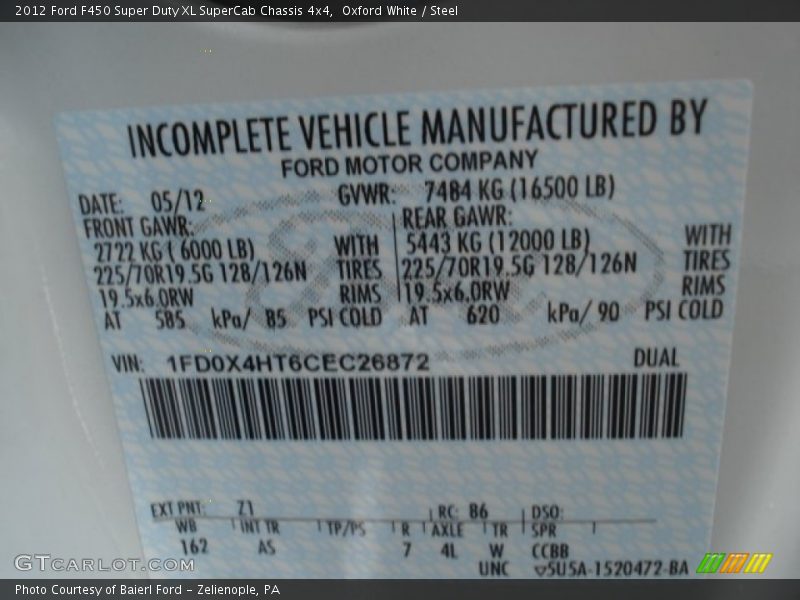 2012 Ford F450 Super Duty XL SuperCab Chassis 4x4, Oxford White / Steel
INCOMPLETE VEHICLE MANUFACTURED BY
FORD MOTOR COMPANY
DATE: 05/12 GVWR: 7484 KG (16500 LB)
FRONT GAWR: REAR GAWR:
2722 KG ( 6000 LB) WITH 5443 KG (12000 LB) WITH
225/70R19.5G 128/126N TIRES 225/70R19.5G 128/126N TIRES
19.5x6.0RW RIMS 19.5x6.0RW RIMS
AT 585 kPa/ 85 PSI COLD AT 620 kPa/ 90 PSI COLD
VIN: 1FD0X4HT6CEC26872 DUAL
EXT PNT: Z1 RC: 86 DSO:
WB INT TR TP/PS R AXLE TR SPR
162 AS 7 4L W CCBB
UNC 5U5A-1520472-BA
GTCARLOT.COM
Photo Courtesy of Baierl Ford - Zelienople, PA